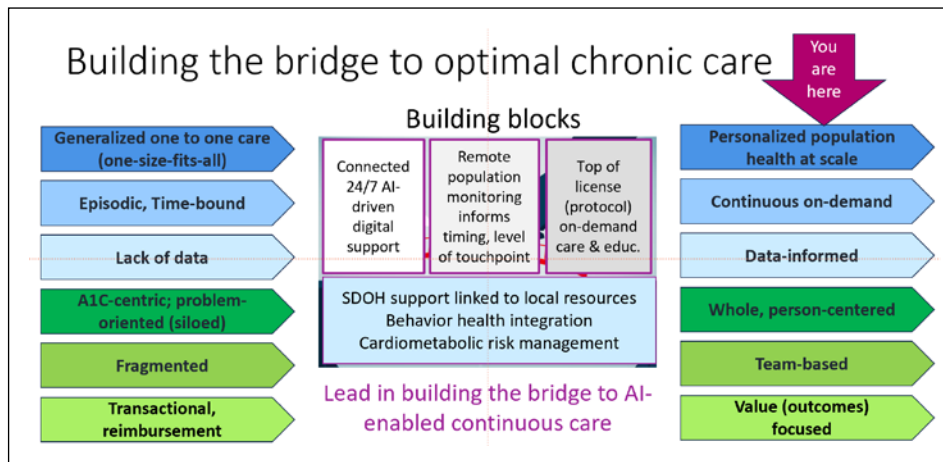 Building the bridge to optimal chronic care
You
are
here
Building blocks
Generalized one to one care
(one-size-fits-all)
Episodic, Time-bound
Lack of data
A1C-centric; problem-
oriented (siloed)
Fragmented
Transactional,
reimbursement
Connected
24/7 AI-
driven
digital
support
Remote
population
monitoring
informs
timing, level
of touchpoint
Top of
license
(protocol)
on-demand
care & educ.
SDOH support linked to local resources
Behavior health integration
Cardiometabolic risk management
Lead in building the bridge to AI-
enabled continuous care
Personalized population
health at scale
Continuous on-demand
Data-informed
Whole, person-centered
Team-based
Value (outcomes)
focused